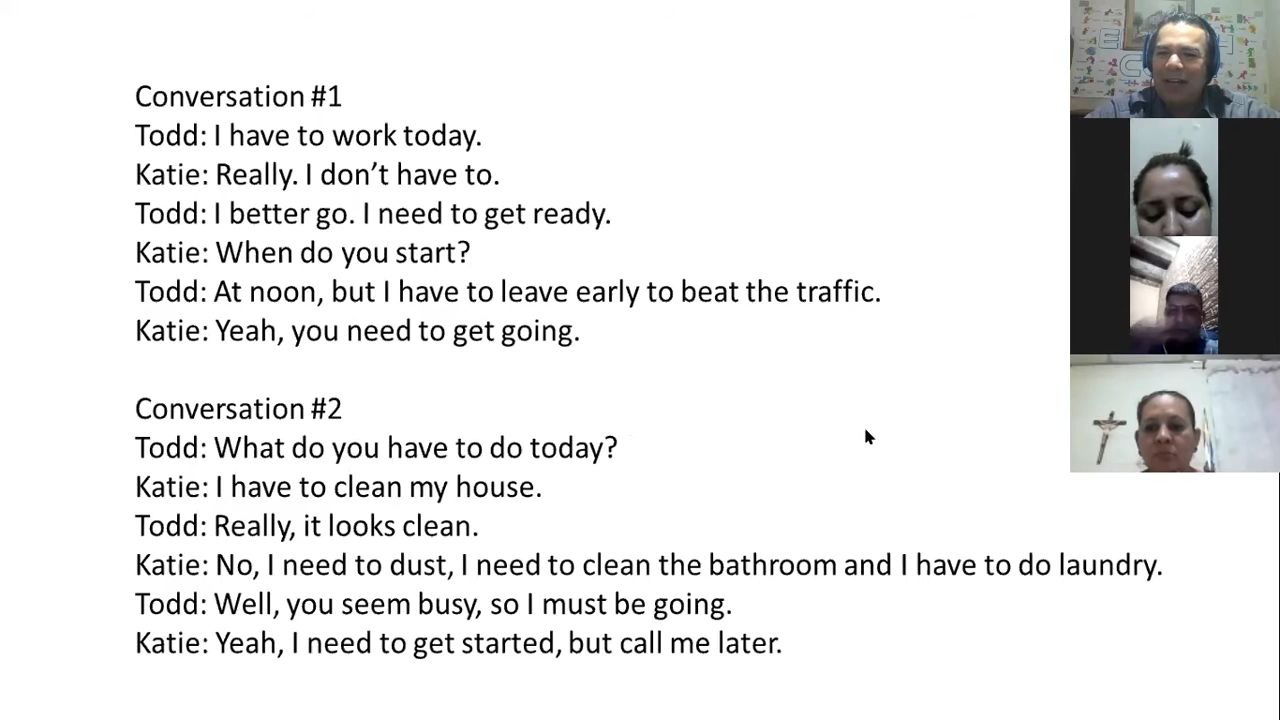 Conversation #1
Todd: I have to work today.
Katie: Really. I don’t have to.
Todd: I better go. I need to get ready.
Katie: When do you start?
Todd: At noon, but I have to leave early to beat the traffic.
Katie: Yeah, you need to get going.
Conversation #2
Todd: What do you have to do today?
Katie: I have to clean my house.
Todd: Really, it looks clean.
Katie: No, I need to dust, I need to clean the bathroom and I have to do laundry.
Todd: Well, you seem busy, so I must be going.
Katie: Yeah, I need to get started, but call me later.